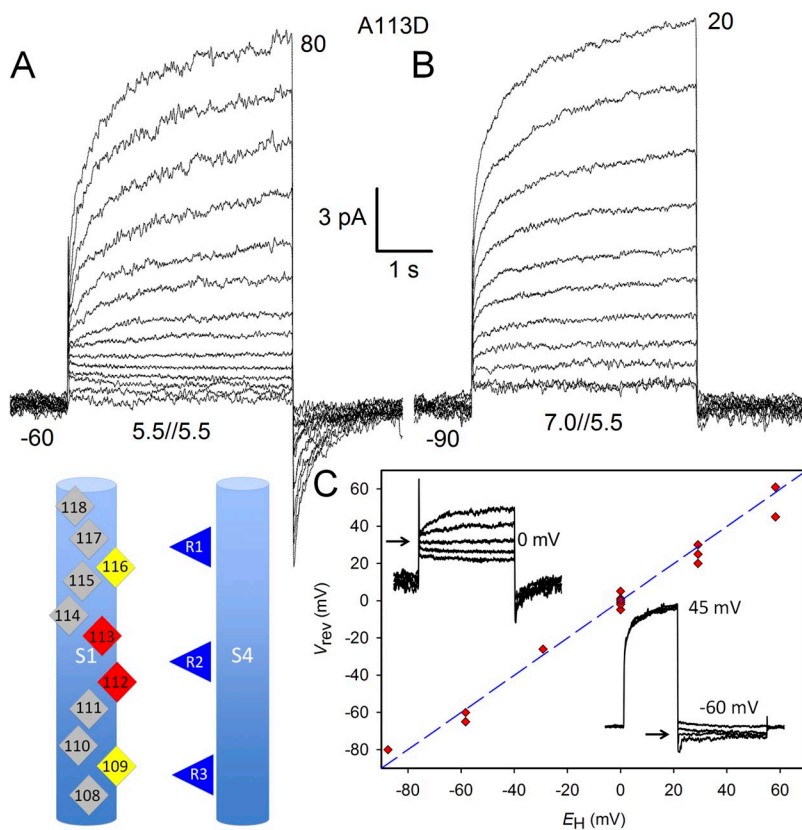 A113D
A
80
B
20
3 pA
1 s
-60
5.5//5.5
-90
7.0//5.5
118
117
116
115
114
113
S1
112
111
110
109
108
R1
R2
R3
S4
C
0 mV
45 mV
-60 mV
Vrev (mV)
60
40
20
0
-20
-40
-60
-80
-80 -60 -40 -20 0 20 40 60
EH (mV)